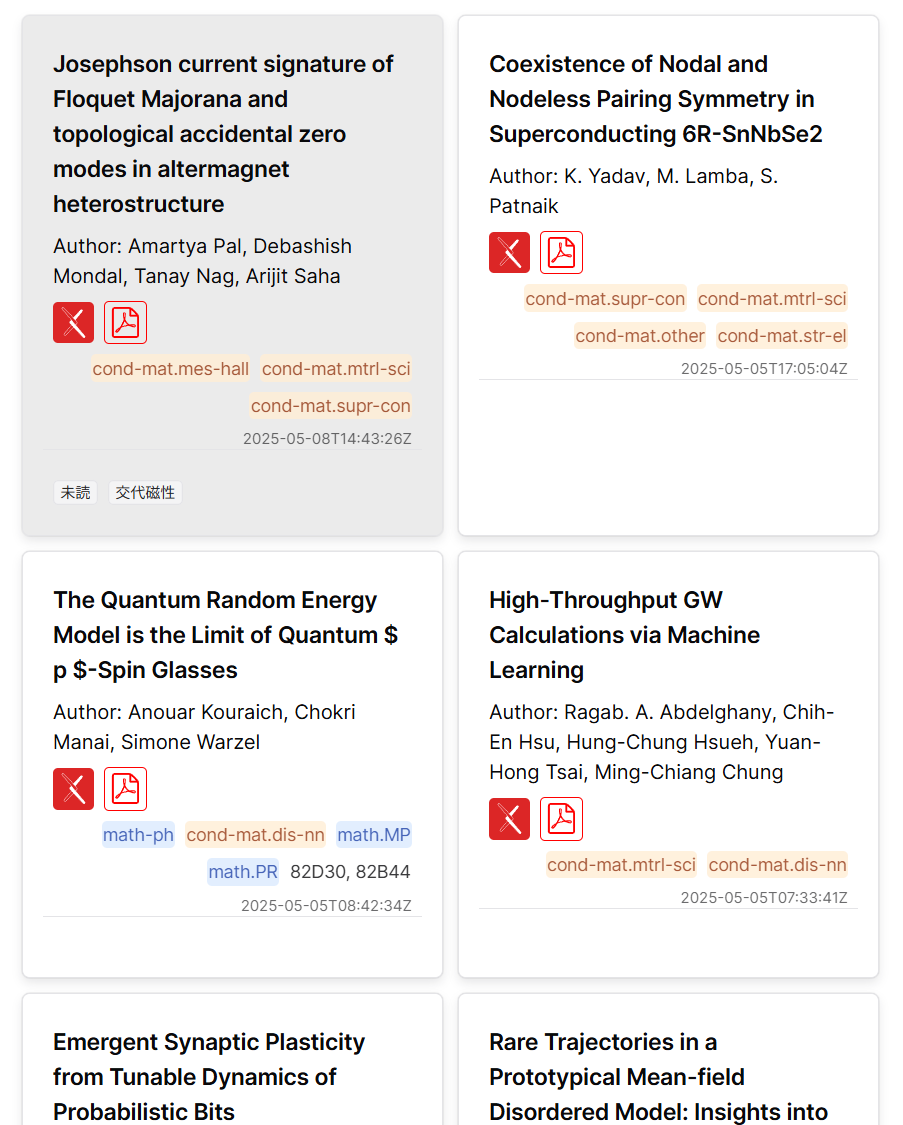 Josephson current signature of
Floquet Majorana and
topological accidental zero
modes in altermagnet
heterostructure
Author: Amartya Pal, Debashish
Mondal, Tanay Nag, Arijit Saha
cond-mat.mes-hall cond-mat.mtrl-sci
cond-mat.supr-con
2025-05-08T14:43:26Z
未読 交代磁性
Coexistence of Nodal and
Nodeless Pairing Symmetry in
Superconducting 6R-SnNbSe2
Author: K. Yadav, M. Lamba, S.
Patnaik
cond-mat.supr-con cond-mat.mtrl-sci
cond-mat.other cond-mat.str-el
2025-05-05T17:05:04Z
The Quantum Random Energy
Model is the Limit of Quantum $
p $-Spin Glasses
Author: Anouar Kouraich, Chokri
Manai, Simone Warzel
math-ph cond-mat.dis-nn math.MP
math.PR 82D30, 82B44
2025-05-05T08:42:34Z
High-Throughput GW
Calculations via Machine
Learning
Author: Ragab. A. Abdelghany, Chih-
En Hsu, Hung-Chung Hsueh, Yuan-
Hong Tsai, Ming-Chiang Chung
cond-mat.mtrl-sci cond-mat.dis-nn
2025-05-05T07:33:41Z
Emergent Synaptic Plasticity
from Tunable Dynamics of
Probabilistic Bits
Rare Trajectories in a
Prototypical Mean-field
Disordered Model: Insights into